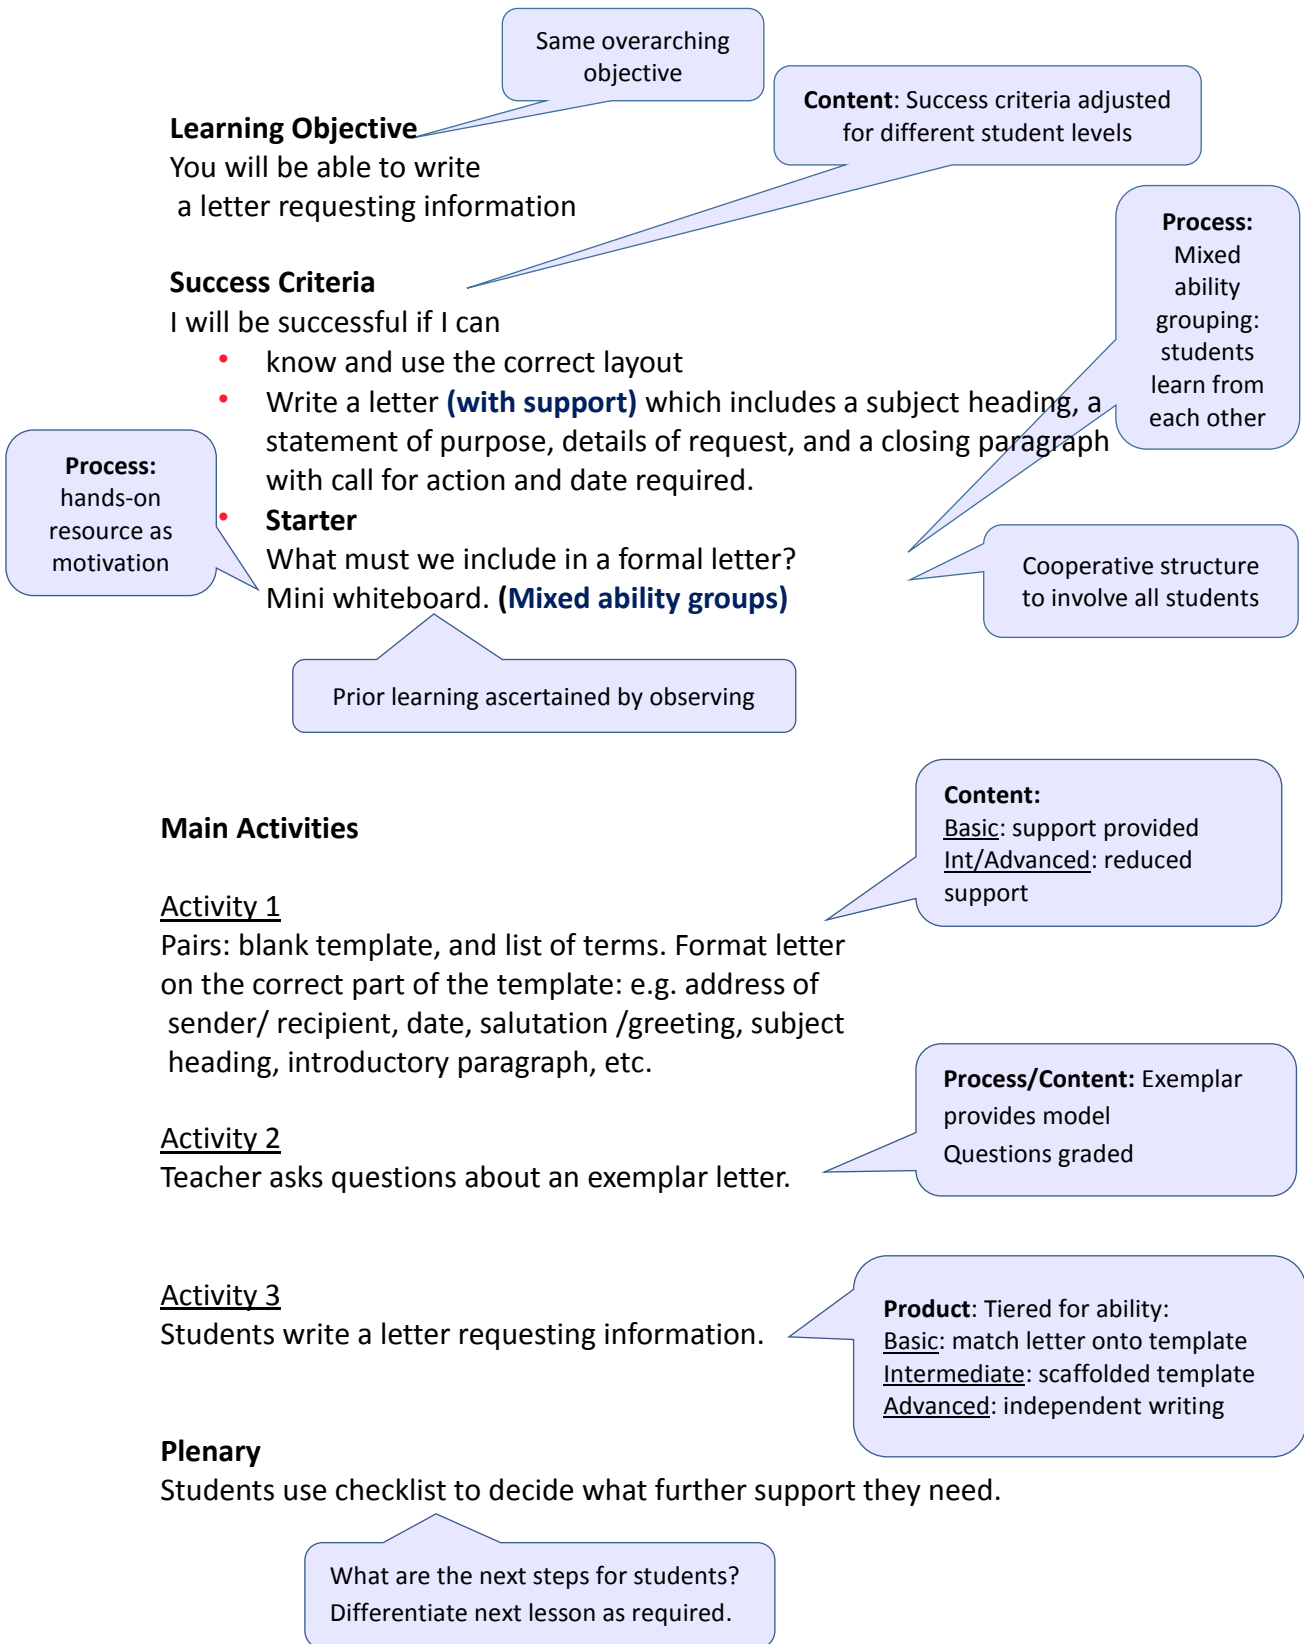 Same overarching
objective
Content: Success criteria adjusted
for different student levels
Learning Objective
You will be able to write
a letter requesting information
Process:
Mixed
ability
grouping:
students
learn from
each other
Success Criteria
I will be successful if I can
• know and use the correct layout
• Write a letter (with support) which includes a subject heading, a
statement of purpose, details of request, and a closing paragraph
with call for action and date required.
Process:
hands-on
resource as
motivation
• Starter
What must we include in a formal letter?
Mini whiteboard. (Mixed ability groups)
Cooperative structure
to involve all students
Prior learning ascertained by observing
Main Activities
Content:
Basic: support provided
Int/Advanced: reduced
support
Activity 1
Pairs: blank template, and list of terms. Format letter
on the correct part of the template: e.g. address of
sender/ recipient, date, salutation /greeting, subject
heading, introductory paragraph, etc.
Process/Content: Exemplar
provides model
Questions graded
Activity 2
Teacher asks questions about an exemplar letter.
Activity 3
Students write a letter requesting information.
Product: Tiered for ability:
Basic: match letter onto template
Intermediate: scaffolded template
Advanced: independent writing
Plenary
Students use checklist to decide what further support they need.
What are the next steps for students?
Differentiate next lesson as required.